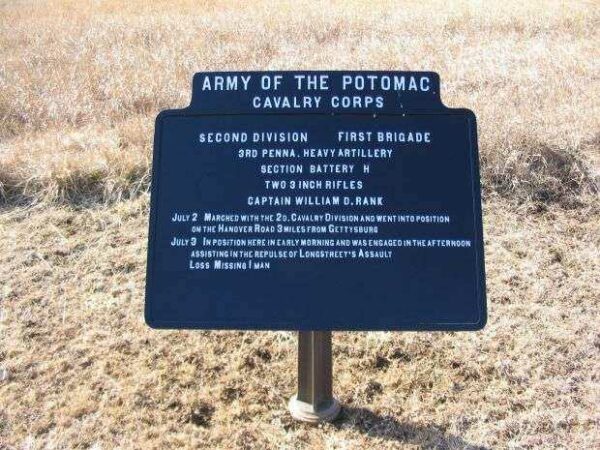 ARMY OF THE POTOMAC
CAVALRY CORPS
SECOND DIVISION FIRST BRIGADE
3RD PENNA. HEAVY ARTILLERY
SECTION BATTERY H
TWO 3 INCH RIFLES
CAPTAIN WILLIAM D. RANK
JULY 2 MARCHED WITH THE 2D. CAVALRY DIVISION AND WENT INTO POSITION
ON THE HANOVER ROAD 3 MILES FROM GETTYSBURG
JULY 3 IN POSITION HERE IN EARLY MORNING AND WAS ENGAGED IN THE AFTERNOON
ASSISTING IN THE REPULSE OF LONGSTREET'S ASSAULT
LOSS MISSING 1 MAN